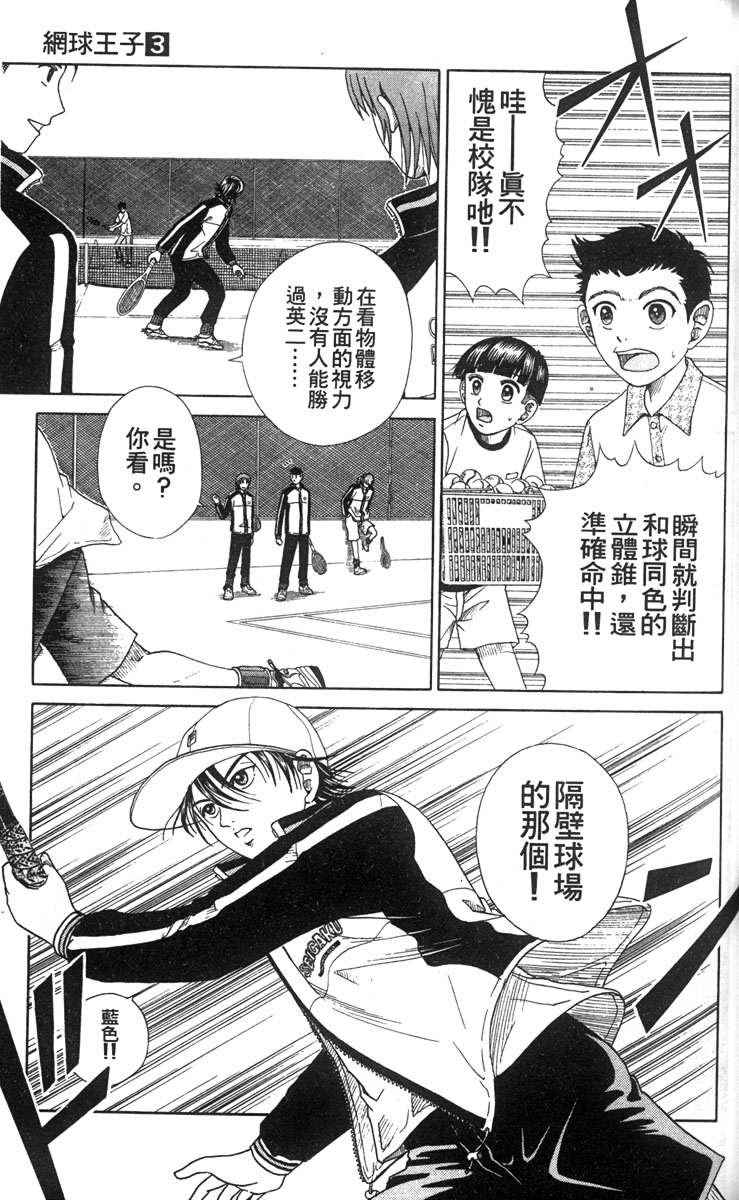 網球王子3
哇——真不
愧是校隊吔!!
瞬間就判斷出
和球同色的
立體錐，還
準確命中!!
在看物體移
動方面的視力
，沒有人能勝
過英二……
是嗎？
你看。
隔壁球場
的那個！
SEIGAKU
藍色!!